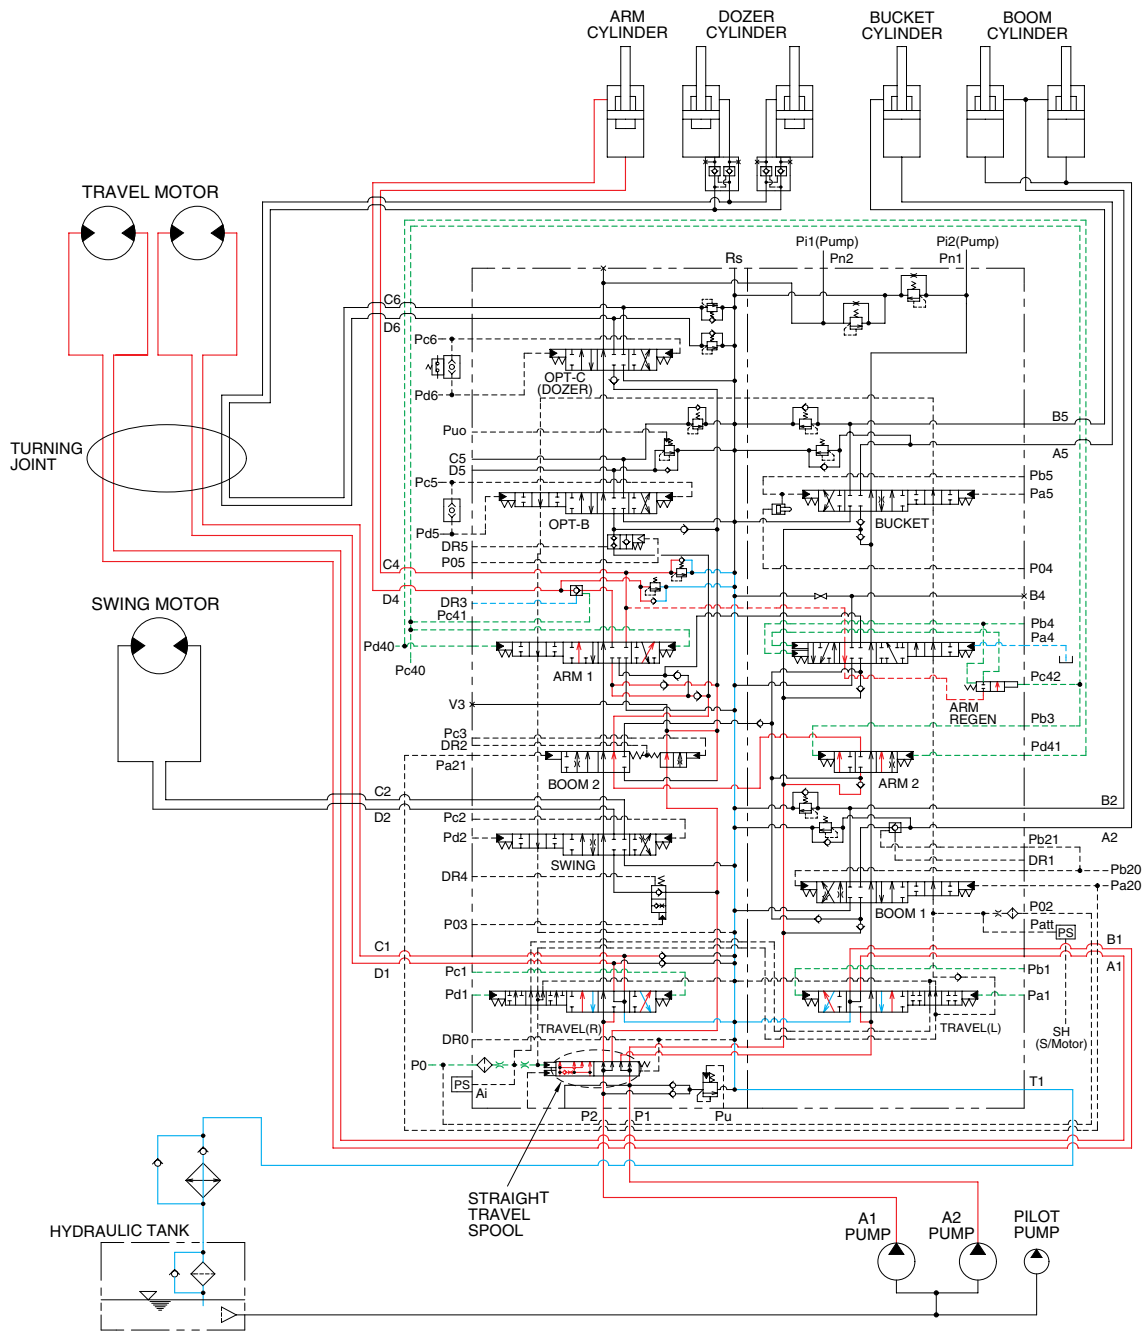 ARM
CYLINDER
DOZER
CYLINDER
BUCKET
CYLINDER
BOOM
CYLINDER
TRAVEL MOTOR
Pi1(Pump)
Pn2
Pi2(Pump)
Pn1
Rs
C6
D6
Pc6
Pd6
OPT-C
(DOZER)
TURNING
JOINT
Puo
C5
D5
B5
A5
Pc5
Pd5
OPT-B
Pb5
Pa5
BUCKET
DR5
P05
P04
C4
D4
B4
SWING MOTOR
DR3
Pc41
Pd40
Pc40
ARM 1
Pb4
Pa4
Pc42
ARM
REGEN
V3
Pc3
DR2
Pa21
BOOM 2
Pb3
Pd41
ARM 2
C2
D2
B2
A2
Pc2
Pd2
SWING
Pb21
DR1
Pb20
Pa20
DR4
BOOM 1
P03
P02
Patt
PS
C1
D1
B1
A1
Pc1
Pd1
TRAVEL(R)
Pb1
Pa1
TRAVEL(L)
SH
(S/Motor)
DR0
P0
PS
Ai
T1
P2
P1
Pu
STRAIGHT
TRAVEL
SPOOL
HYDRAULIC TANK
A1
PUMP
A2
PUMP
PILOT
PUMP